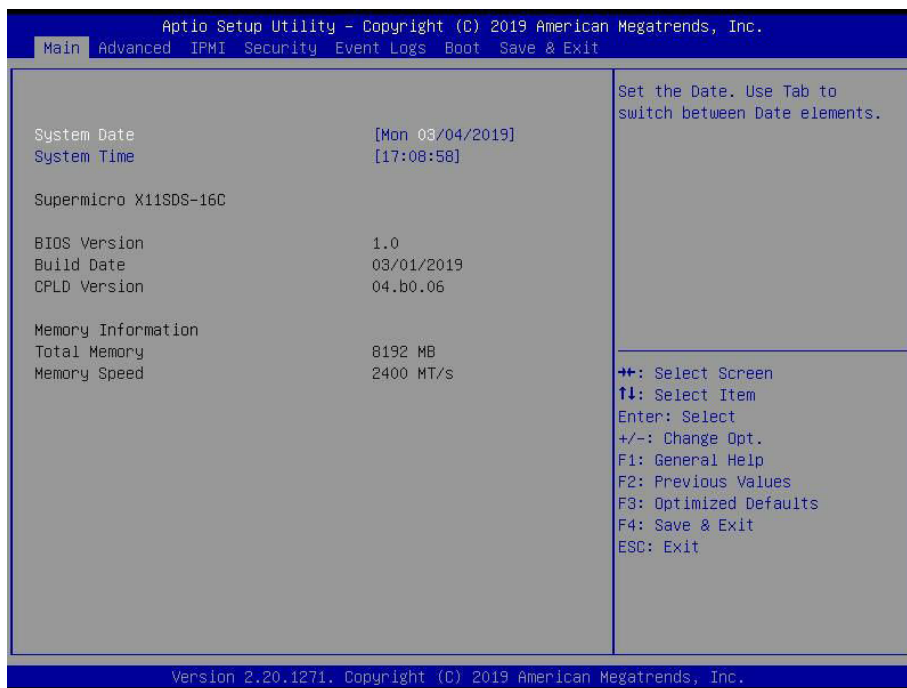 Aptio Setup Utility – Copyright (C) 2019 American Megatrends, Inc.
Main Advanced IPMI Security Event Logs Boot Save & Exit
System Date [Mon 03/04/2019]
System Time [17:08:58]
Supermicro X11SDS-16C
BIOS Version 1.0
Build Date 03/01/2019
CPLD Version 04.b0.06
Memory Information
Total Memory 8192 MB
Memory Speed 2400 MT/s
Set the Date. Use Tab to
switch between Date elements.
→←: Select Screen
↑↓: Select Item
Enter: Select
+/-: Change Opt.
F1: General Help
F2: Previous Values
F3: Optimized Defaults
F4: Save & Exit
ESC: Exit
Version 2.20.1271. Copyright (C) 2019 American Megatrends, Inc.